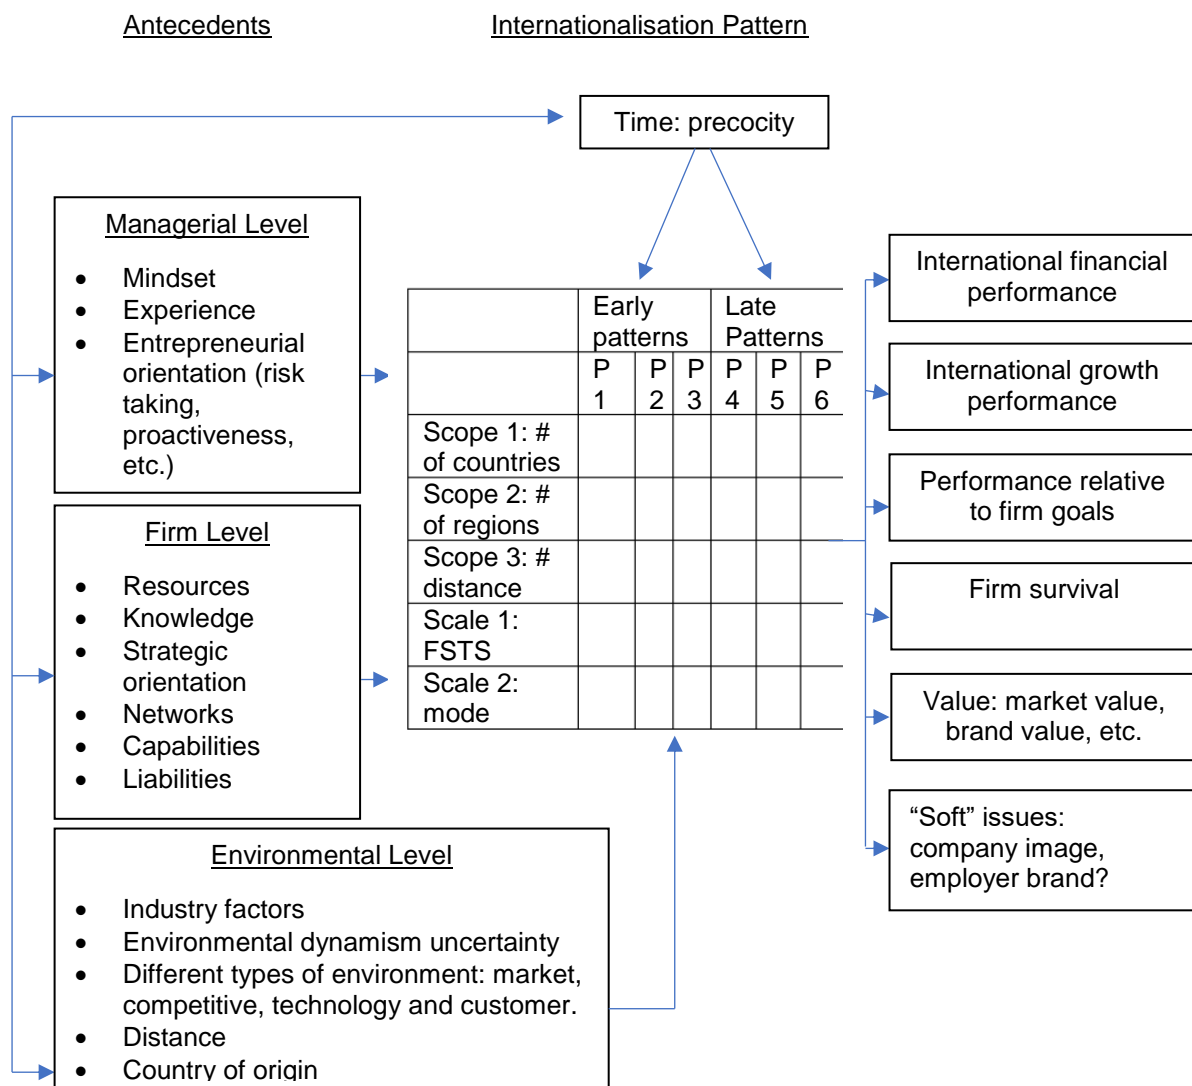 Antecedents
Internationalisation Pattern
Time: precocity
Managerial Level
• Mindset
• Experience
• Entrepreneurial
orientation (risk
taking,
proactiveness,
etc.)
Firm Level
• Resources
• Knowledge
• Strategic
orientation
• Networks
• Capabilities
• Liabilities
Environmental Level
• Industry factors
• Environmental dynamism uncertainty
• Different types of environment: market,
competitive, technology and customer.
• Distance
• Country of origin
Early
patterns
Late
Patterns
P
1
P
2
P
3
P
4
P
5
P
6
Scope 1: #
of countries
Scope 2: #
of regions
Scope 3: #
distance
Scale 1:
FSTS
Scale 2:
mode
International financial
performance
International growth
performance
Performance relative
to firm goals
Firm survival
Value: market value,
brand value, etc.
“Soft” issues:
company image,
employer brand?